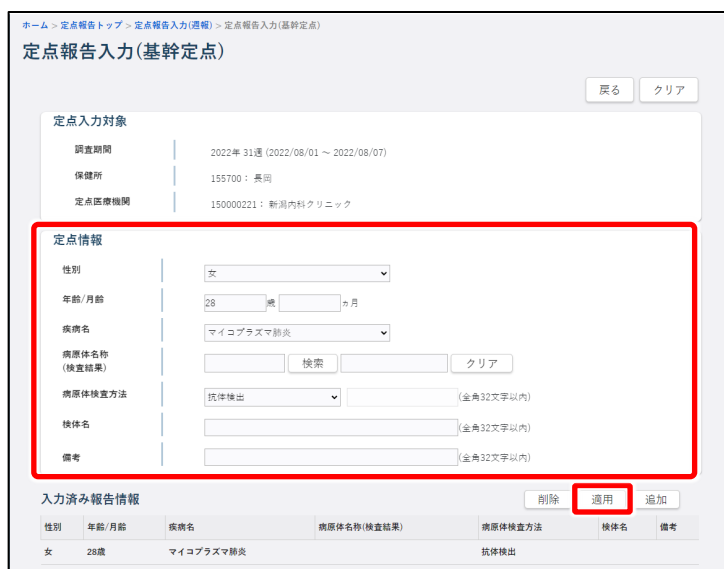 ホーム > 定点報告トップ > 定点報告入力(週報) > 定点報告入力(基幹定点)
定点報告入力(基幹定点)
戻る クリア
定点入力対象
調査期間 2022年 31週 (2022/08/01 ～ 2022/08/07)
保健所 155700： 長岡
定点医療機関 150000221： 新潟内科クリニック
定点情報
性別 女
年齢/月齢 28 歳 ヵ月
疾病名 マイコプラズマ肺炎
病原体名称
(検査結果) 検索 クリア
病原体検査方法 抗体検出 (全角32文字以内)
検体名 (全角32文字以内)
備考 (全角32文字以内)
入力済み報告情報 削除 適用 追加
性別 年齢/月齢 疾病名 病原体名称(検査結果) 病原体検査方法 検体名 備考
女 28歳 マイコプラズマ肺炎 抗体検出